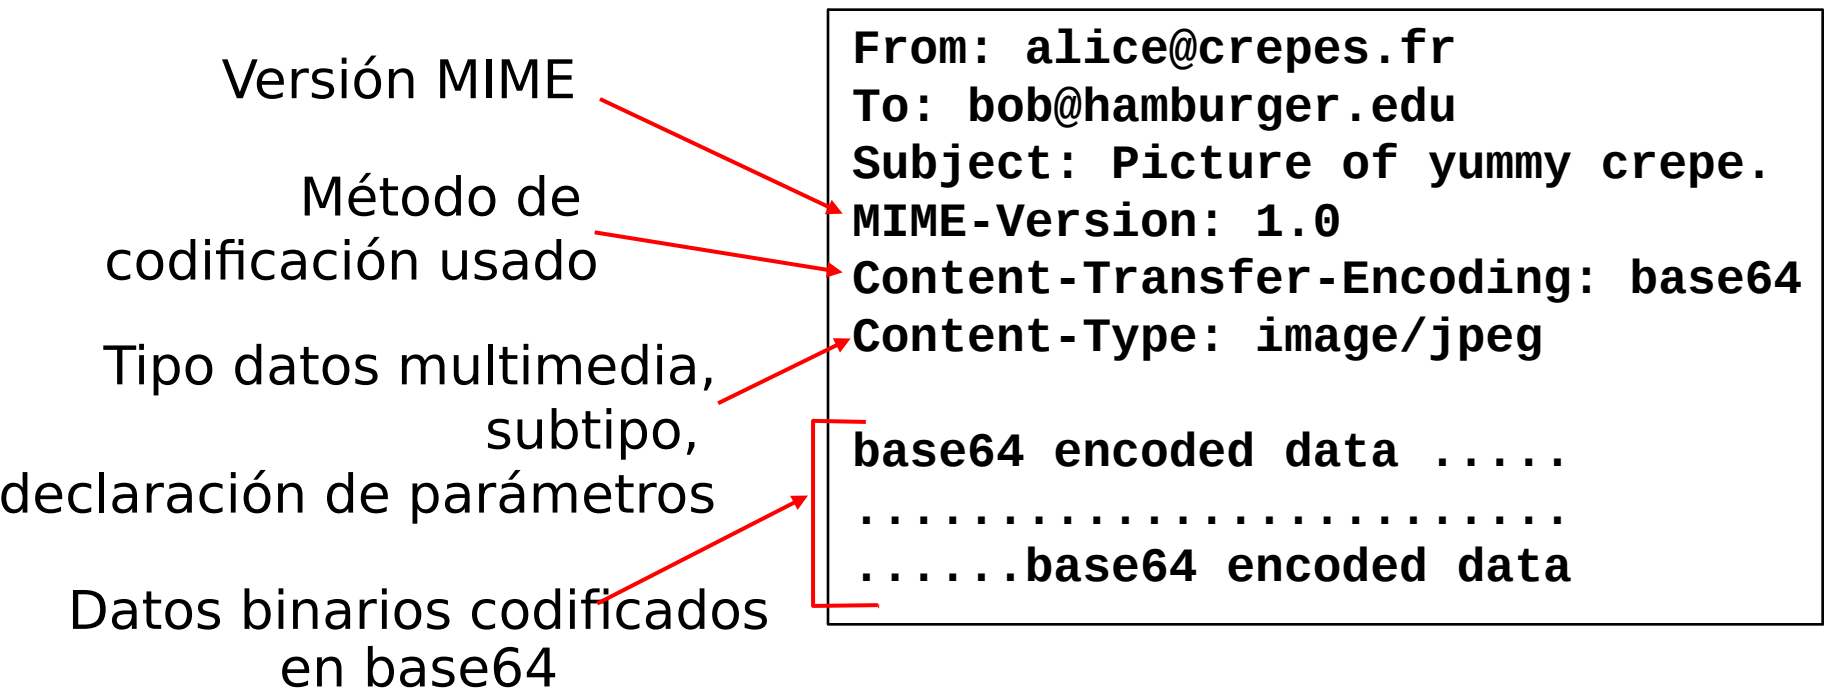 Versión MIME
Método de
codificación usado
Tipo datos multimedia,
subtipo,
declaración de parámetros
Datos binarios codificados
en base64
From: alice@crepes.fr
To: bob@hamburger.edu
Subject: Picture of yummy crepe.
MIME-Version: 1.0
Content-Transfer-Encoding: base64
Content-Type: image/jpeg
base64 encoded data .....
.........................
......base64 encoded data